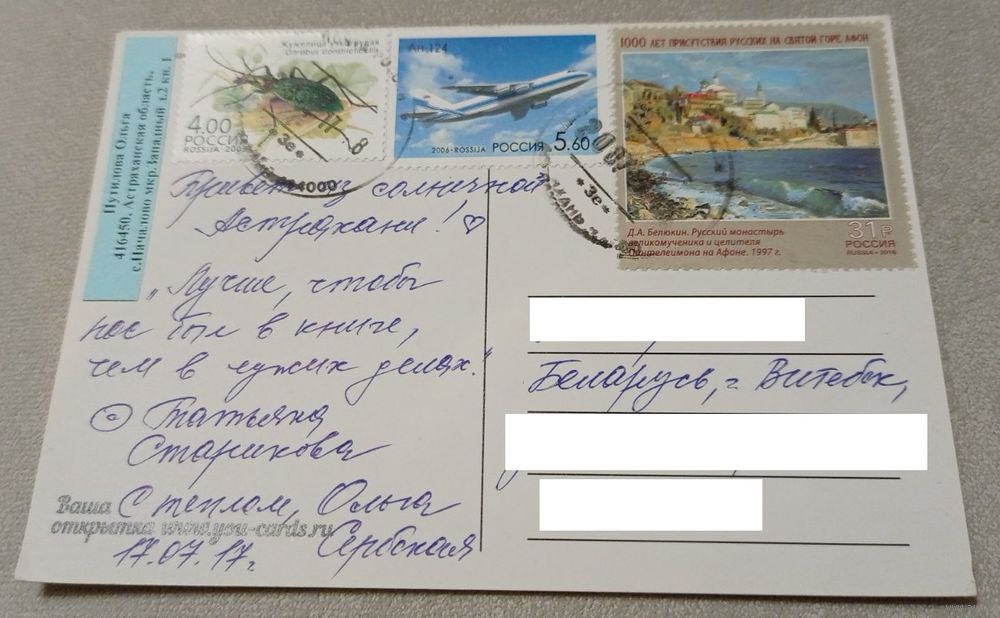 Путилова Ольга
416450, Астраханская область,
с.Началово мкр.Западный д.2 кв. 1
Жужелица
Carabus constricticollis
4.00
РОССИЯ
ROSSIJA
Ан-124
2006·ROSSIJA РОССИЯ 5.60
1000 ЛЕТ ПРИСУТСТВИЯ РУССКИХ НА СВЯТОЙ ГОРЕ АФОН
Д.А. Белюкин. Русский монастырь
великомученика и целителя
Пантелеимона на Афоне. 1997 г.
31₽
РОССИЯ
RUSSIA·2016
Привет из солнечной
Астрахани! ♡
„Лучше, чтобы
нос был в книге,
чем в чужих делах."
© Татьяна
Старикова
С теплом, Ольга
Сербская
17.07.17г.
Ваша
открытка www.you-cards.ru
Беларусь, г. Витебск,